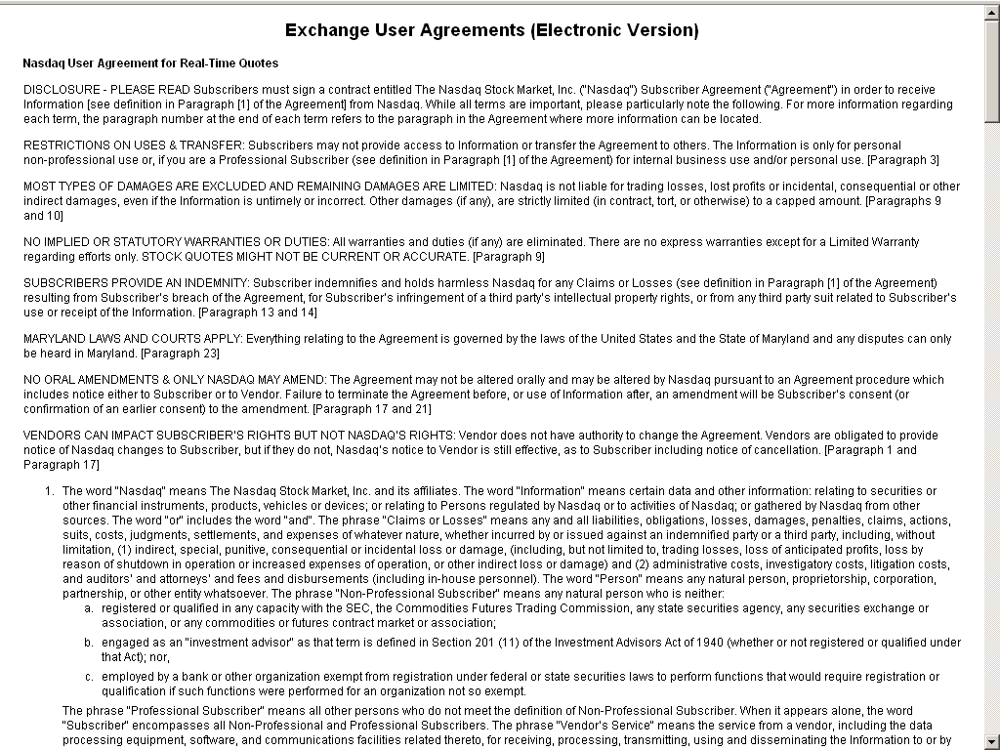 Exchange User Agreements (Electronic Version)
Nasdaq User Agreement for Real-Time Quotes
DISCLOSURE - PLEASE READ Subscribers must sign a contract entitled The Nasdaq Stock Market, Inc. ("Nasdaq") Subscriber Agreement ("Agreement") in order to receive
Information [see definition in Paragraph [1] of the Agreement] from Nasdaq. While all terms are important, please particularly note the following. For more information regarding
each term, the paragraph number at the end of each term refers to the paragraph in the Agreement where more information can be located.
RESTRICTIONS ON USES & TRANSFER: Subscribers may not provide access to Information or transfer the Agreement to others. The Information is only for personal
non-professional use or, if you are a Professional Subscriber (see definition in Paragraph [1] of the Agreement) for internal business use and/or personal use. [Paragraph 3]
MOST TYPES OF DAMAGES ARE EXCLUDED AND REMAINING DAMAGES ARE LIMITED: Nasdaq is not liable for trading losses, lost profits or incidental, consequential or other
indirect damages, even if the Information is untimely or incorrect. Other damages (if any), are strictly limited (in contract, tort, or otherwise) to a capped amount. [Paragraphs 9
and 10]
NO IMPLIED OR STATUTORY WARRANTIES OR DUTIES: All warranties and duties (if any) are eliminated. There are no express warranties except for a Limited Warranty
regarding efforts only. STOCK QUOTES MIGHT NOT BE CURRENT OR ACCURATE. [Paragraph 9]
SUBSCRIBERS PROVIDE AN INDEMNITY: Subscriber indemnifies and holds harmless Nasdaq for any Claims or Losses (see definition in Paragraph [1] of the Agreement)
resulting from Subscriber's breach of the Agreement, for Subscriber's infringement of a third party's intellectual property rights, or from any third party suit related to Subscriber's
use or receipt of the Information. [Paragraph 13 and 14]
MARYLAND LAWS AND COURTS APPLY: Everything relating to the Agreement is governed by the laws of the United States and the State of Maryland and any disputes can only
be heard in Maryland. [Paragraph 23]
NO ORAL AMENDMENTS & ONLY NASDAQ MAY AMEND: The Agreement may not be altered orally and may be altered by Nasdaq pursuant to an Agreement procedure which
includes notice either to Subscriber or to Vendor. Failure to terminate the Agreement before, or use of Information after, an amendment will be Subscriber's consent (or
confirmation of an earlier consent) to the amendment. [Paragraph 17 and 21]
VENDORS CAN IMPACT SUBSCRIBER'S RIGHTS BUT NOT NASDAQ'S RIGHTS: Vendor does not have authority to change the Agreement. Vendors are obligated to provide
notice of Nasdaq changes to Subscriber, but if they do not, Nasdaq's notice to Vendor is still effective, as to Subscriber including notice of cancellation. [Paragraph 1 and
Paragraph 17]
1. The word "Nasdaq" means The Nasdaq Stock Market, Inc. and its affiliates. The word "Information" means certain data and other information: relating to securities or
other financial instruments, products, vehicles or devices; or relating to Persons regulated by Nasdaq or to activities of Nasdaq; or gathered by Nasdaq from other
sources. The word "or" includes the word "and". The phrase "Claims or Losses" means any and all liabilities, obligations, losses, damages, penalties, claims, actions,
suits, costs, judgments, settlements, and expenses of whatever nature, whether incurred by or issued against an indemnified party or a third party, including, without
limitation, (1) indirect, special, punitive, consequential or incidental loss or damage, (including, but not limited to, trading losses, loss of anticipated profits, loss by
reason of shutdown in operation or increased expenses of operation, or other indirect loss or damage) and (2) administrative costs, investigatory costs, litigation costs,
and auditors' and attorneys' and fees and disbursements (including in-house personnel). The word "Person" means any natural person, proprietorship, corporation,
partnership, or other entity whatsoever. The phrase "Non-Professional Subscriber" means any natural person who is neither:
a. registered or qualified in any capacity with the SEC, the Commodities Futures Trading Commission, any state securities agency, any securities exchange or
association, or any commodities or futures contract market or association;
b. engaged as an "investment advisor" as that term is defined in Section 201 (11) of the Investment Advisors Act of 1940 (whether or not registered or qualified under
that Act); nor,
c. employed by a bank or other organization exempt from registration under federal or state securities laws to perform functions that would require registration or
qualification if such functions were performed for an organization not so exempt.
The phrase "Professional Subscriber" means all other persons who do not meet the definition of Non-Professional Subscriber. When it appears alone, the word
"Subscriber" encompasses all Non-Professional and Professional Subscribers. The phrase "Vendor's Service" means the service from a vendor, including the data
processing equipment, software, and communications facilities related thereto, for receiving, processing, transmitting, using and disseminating the Information to or by